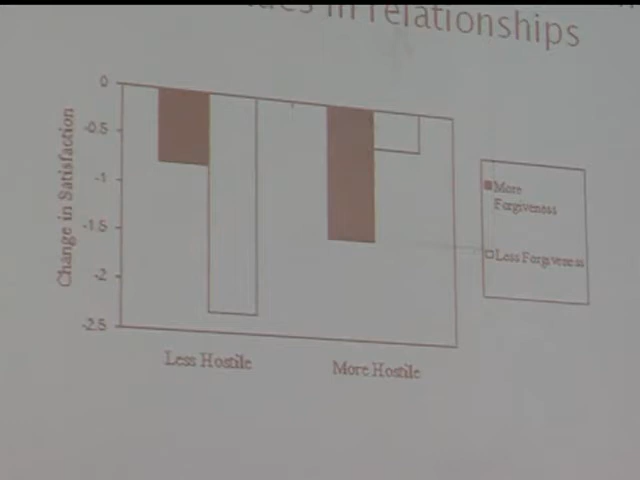 in relationships
0
-0.5
-1
-1.5
-2
-2.5
Change in Satisfaction
More
Forgiveness
Less Forgiveness
Less Hostile
More Hostile